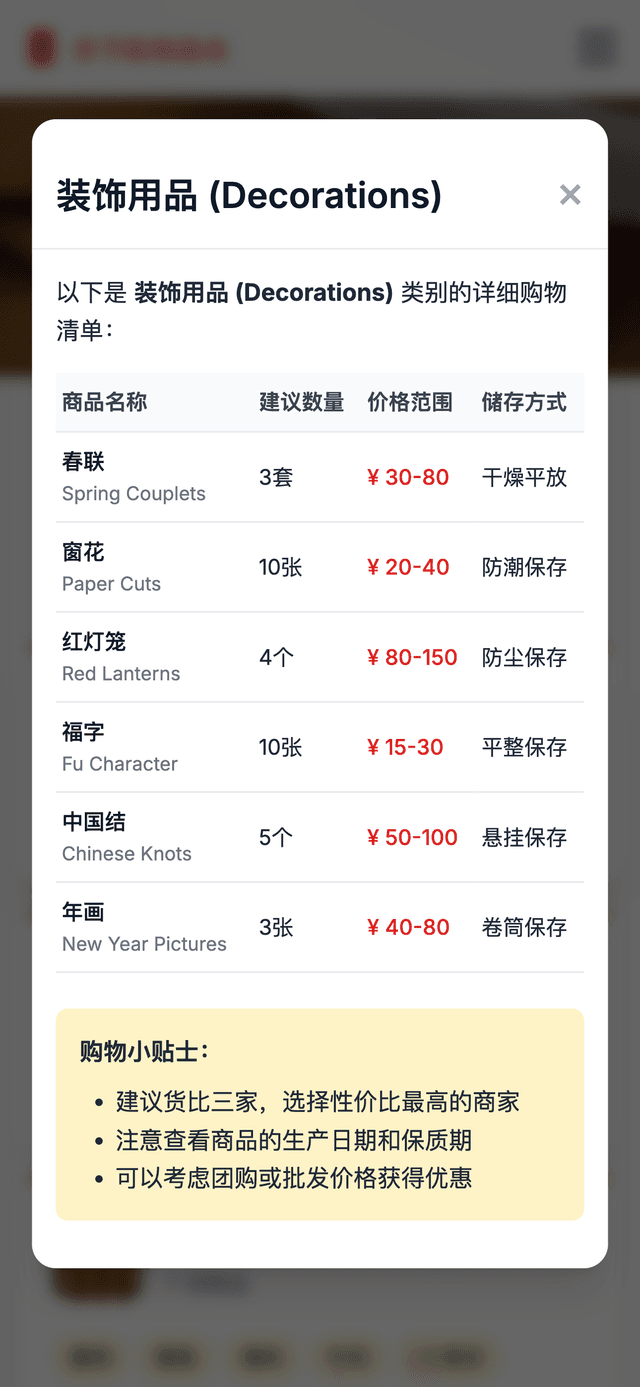 装饰用品 (Decorations)
×
以下是 装饰用品 (Decorations) 类别的详细购物
清单：
商品名称 建议数量 价格范围 储存方式
春联
Spring Couplets
3套 ¥ 30-80 干燥平放
窗花
Paper Cuts
10张 ¥ 20-40 防潮保存
红灯笼
Red Lanterns
4个 ¥ 80-150 防尘保存
福字
Fu Character
10张 ¥ 15-30 平整保存
中国结
Chinese Knots
5个 ¥ 50-100 悬挂保存
年画
New Year Pictures
3张 ¥ 40-80 卷筒保存
购物小贴士：
• 建议货比三家，选择性价比最高的商家
• 注意查看商品的生产日期和保质期
• 可以考虑团购或批发价格获得优惠